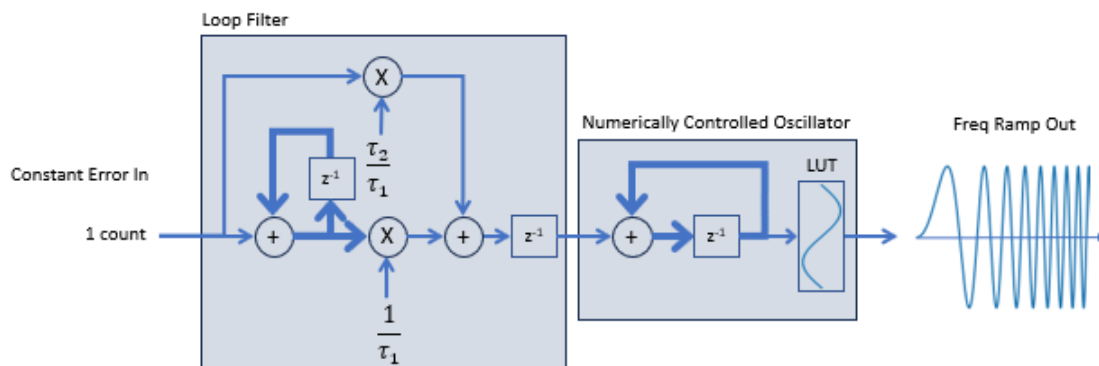 Loop Filter
X
Numerically Controlled Oscillator
Freq Ramp Out
τ2/τ1
LUT
Constant Error In
z-1
1 count
+
X
+
z-1
+
z-1
1/τ1